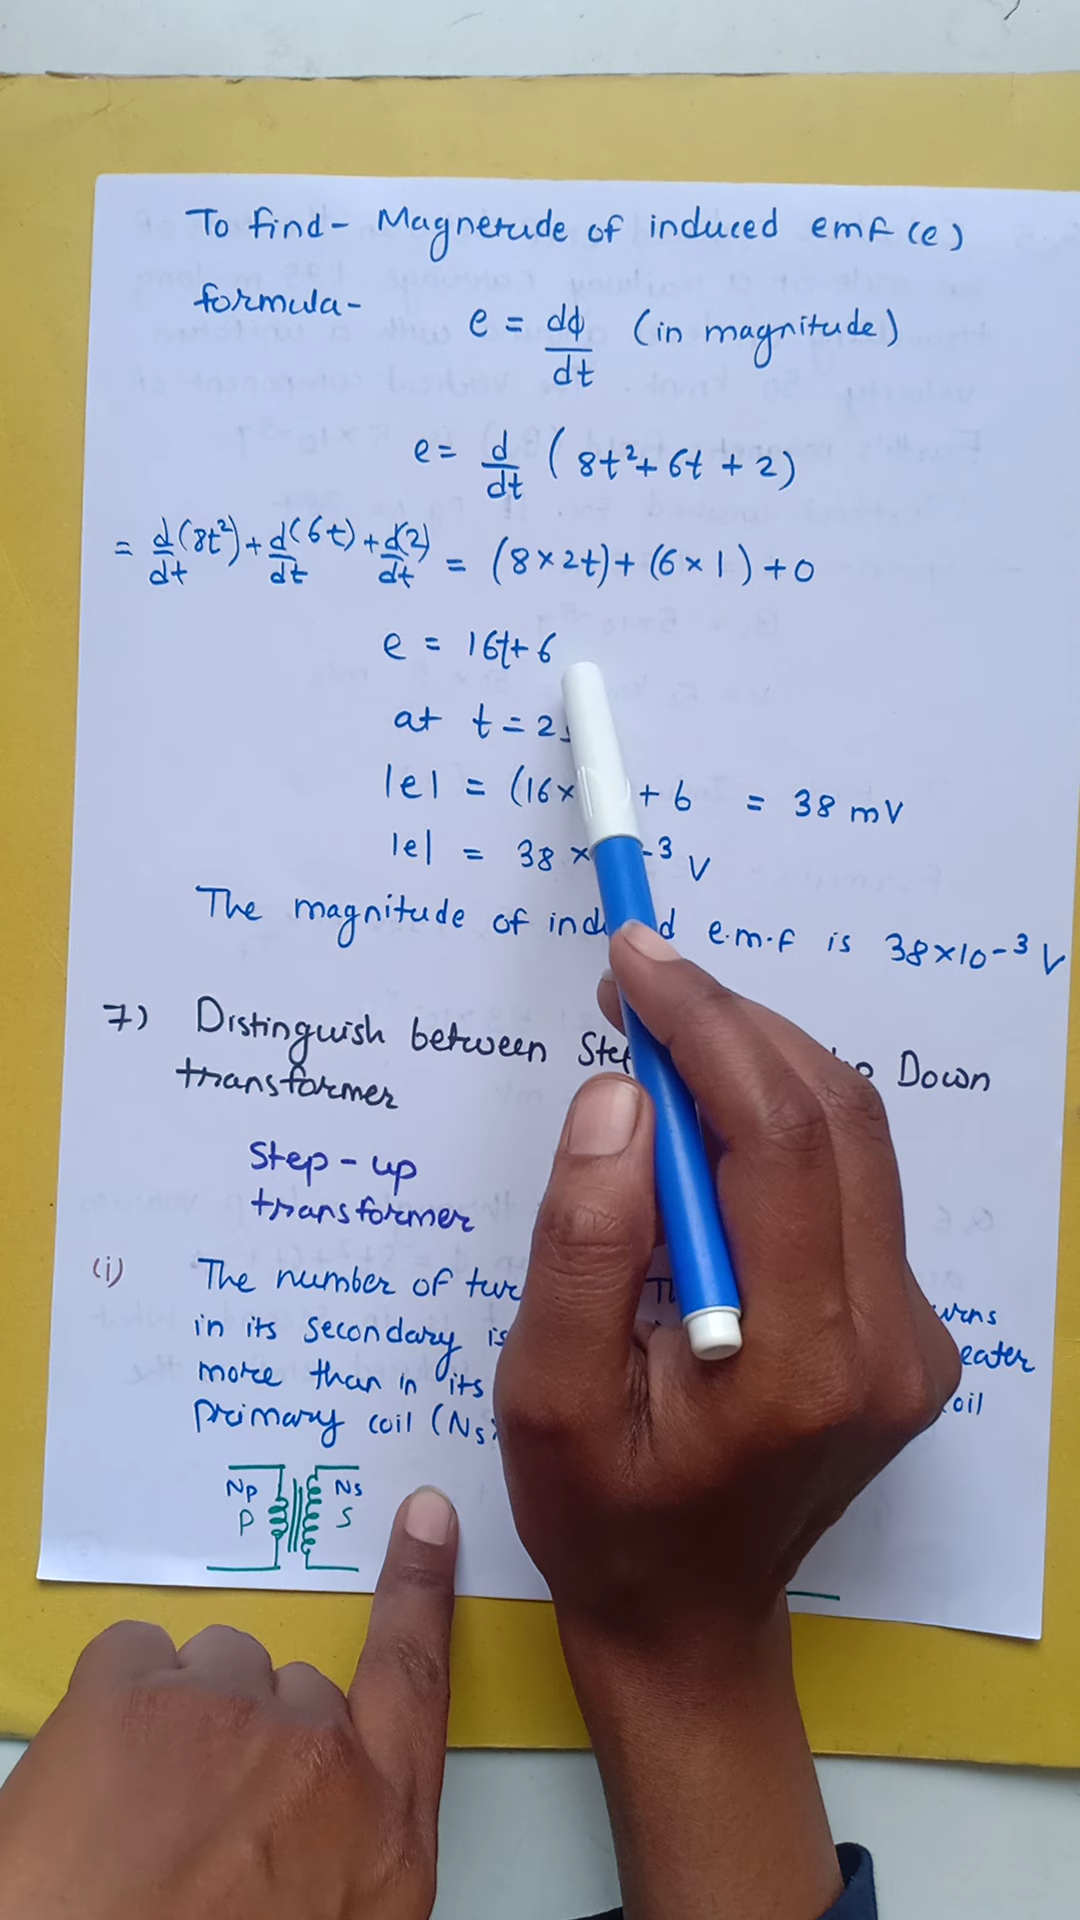 To find - Magnetude of induced emf (e)
formula - e = dϕ/dt (in magnitude)
e = d/dt (8t²+ 6t + 2)
= d/dt(8t²) + d/dt(6t) + d/dt(2) = (8×2t)+(6×1)+0
e = 16t+6
at t = 2
|e| = (16× + 6 = 38 mV
|e| = 38 × -3 V
The magnitude of e.m.f is 38×10-3 V
7) Distinguish between Down
transformer
Step - up
transformer
(i) The number of
in its secondary is
more than in its
primary coil (Ns
Np Ns
P S